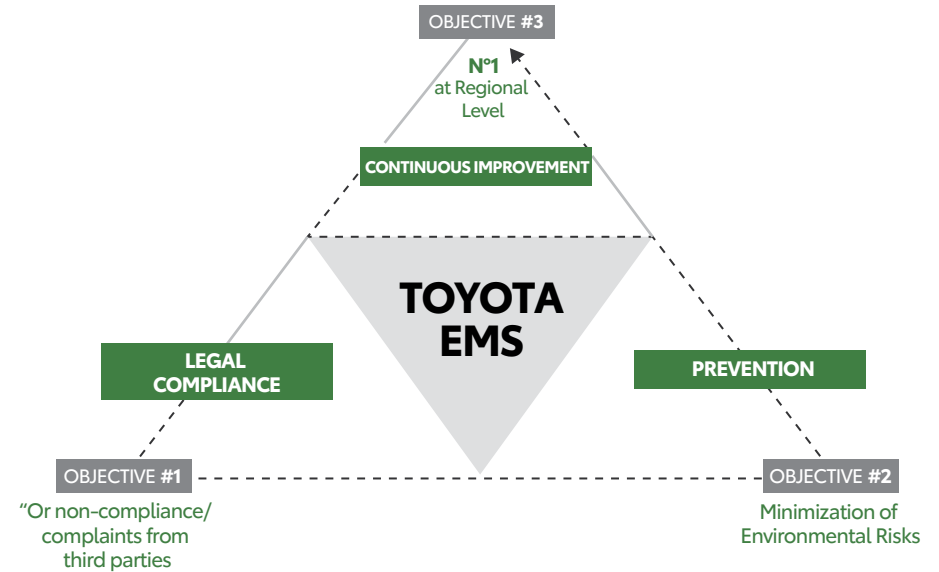 OBJECTIVE #3
N°1
at Regional
Level
CONTINUOUS IMPROVEMENT
TOYOTA
EMS
LEGAL
COMPLIANCE
PREVENTION
OBJECTIVE #1
"Or non-compliance/
complaints from
third parties
OBJECTIVE #2
Minimization of
Environmental Risks